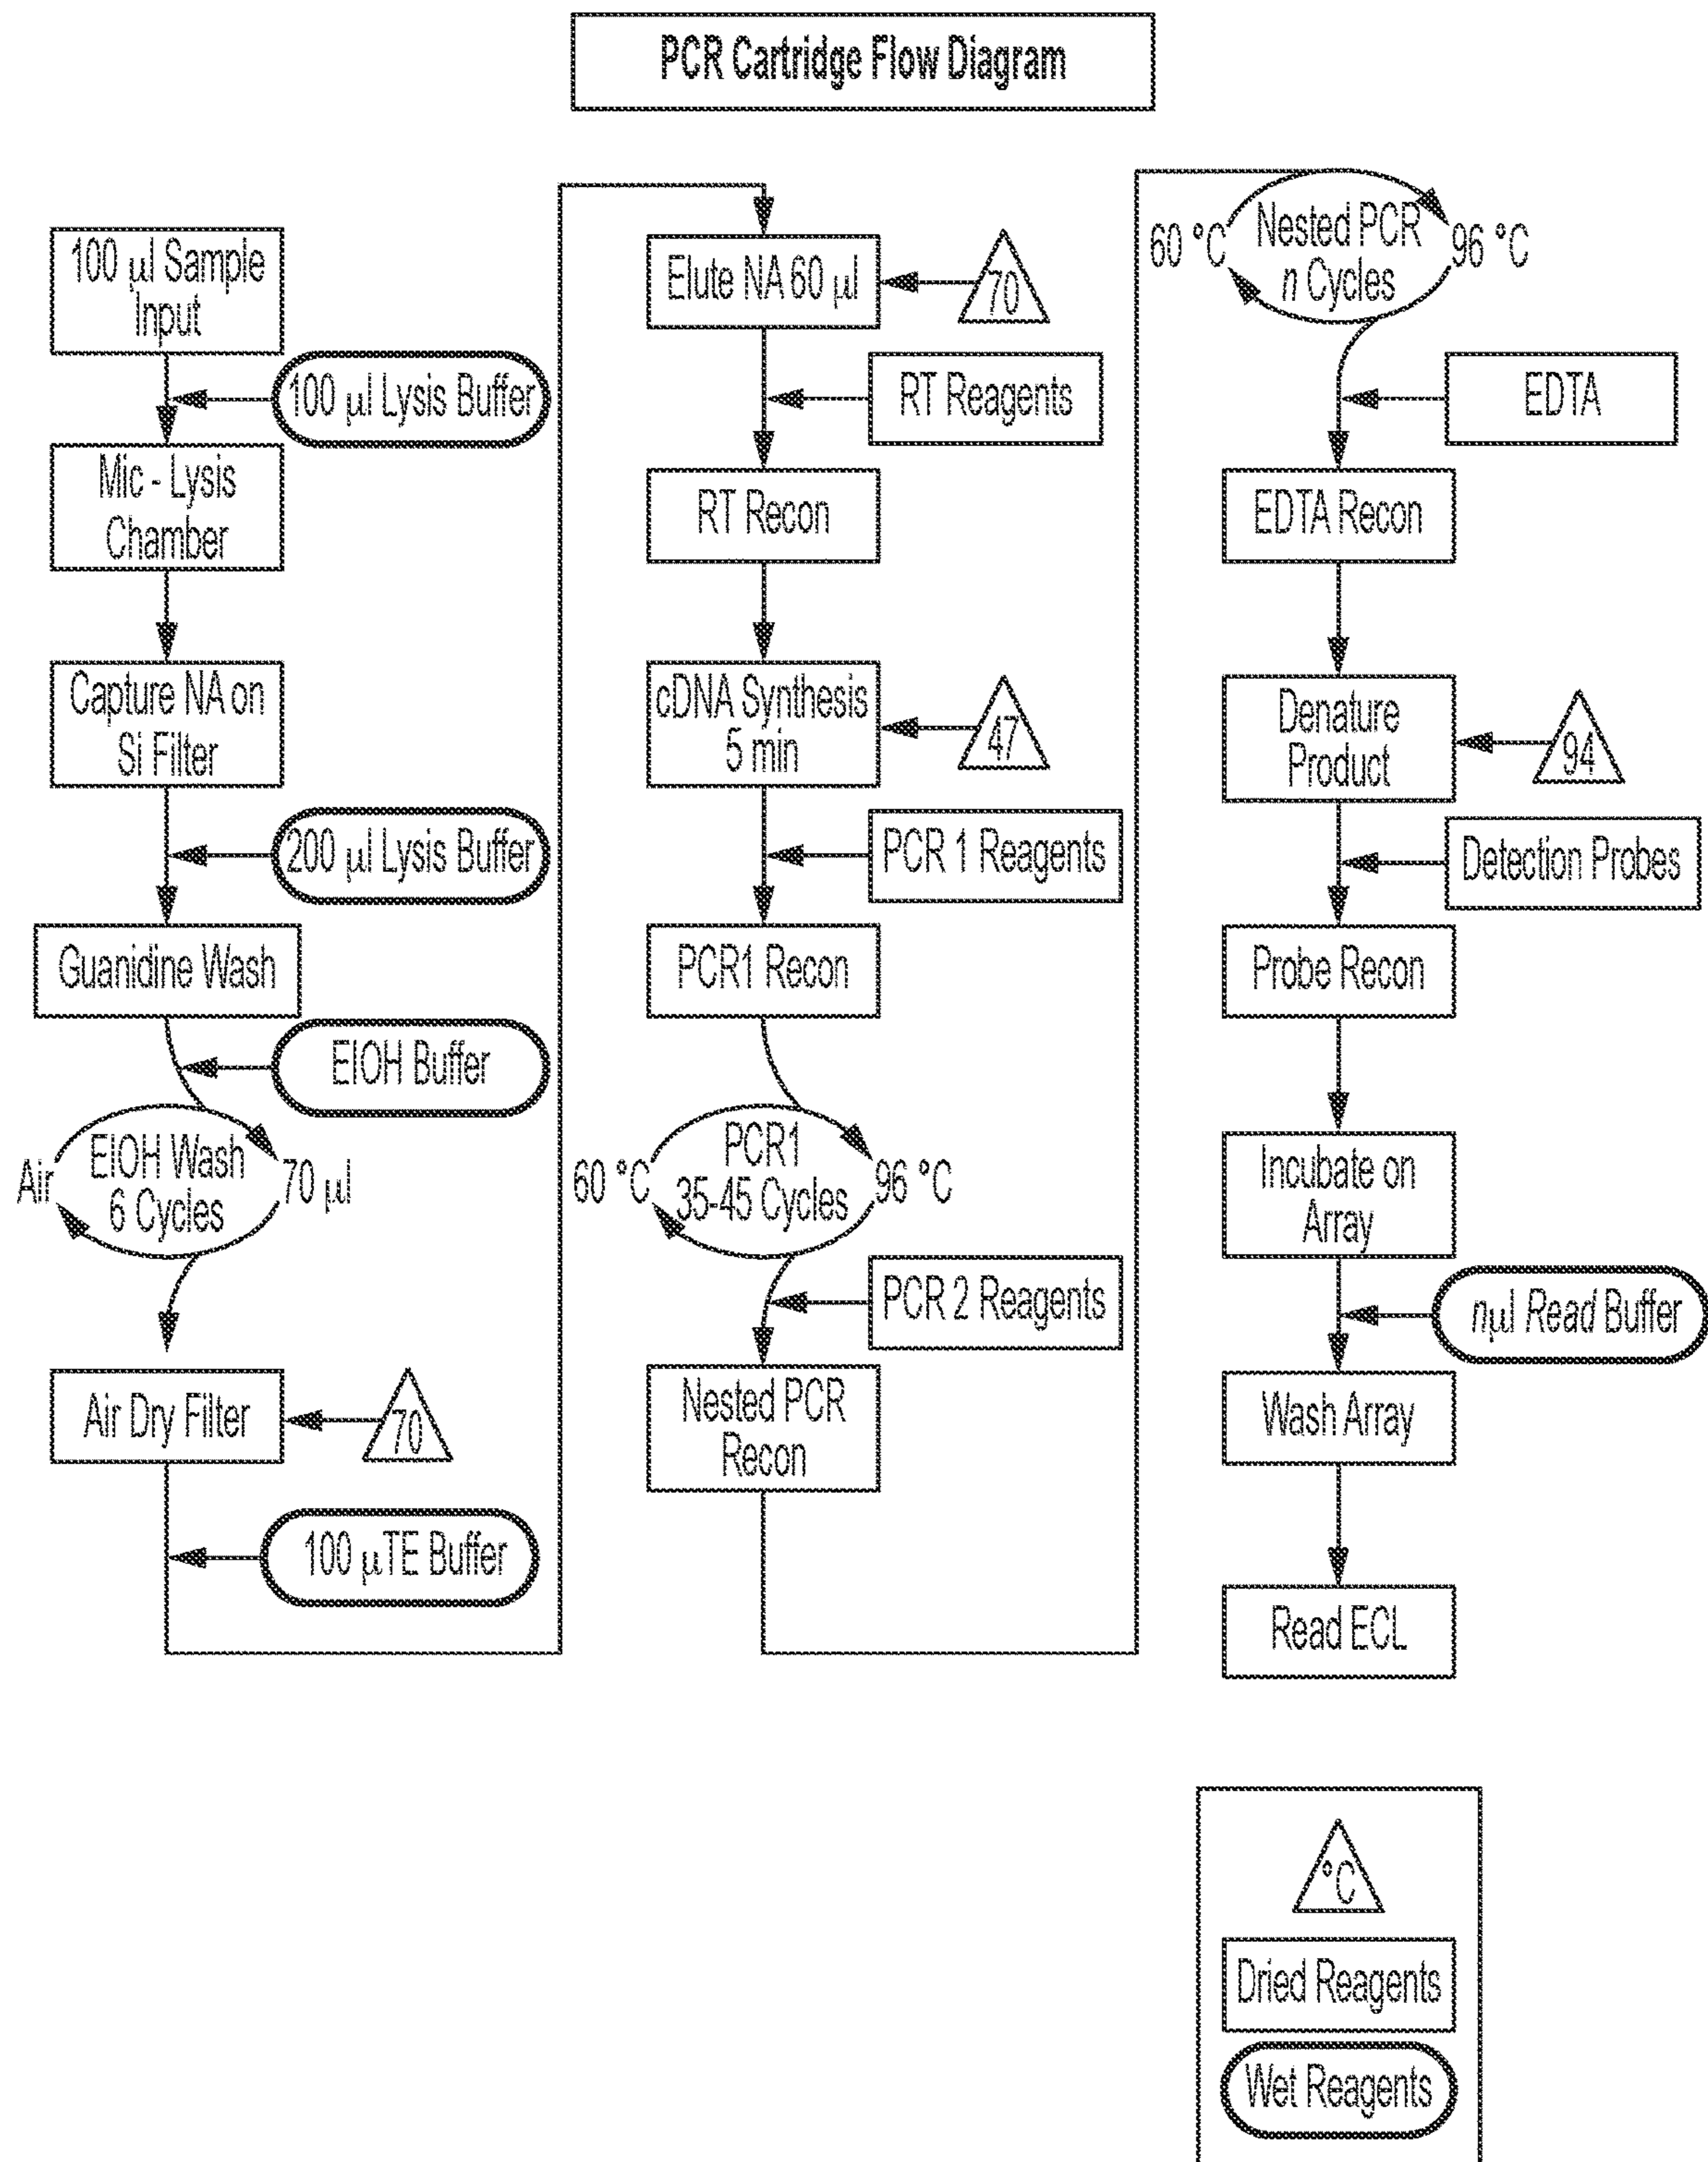 PCR Cartridge Flow Diagram
100 µl Sample
Input
100 µl Lysis Buffer
Mic - Lysis
Chamber
Capture NA on
Si Filter
200 µl Lysis Buffer
Guanidine Wash
EIOH Buffer
Air
EIOH Wash
6 Cycles
70 µl
Air Dry Filter
70
100 µTE Buffer
Elute NA 60 µl
70
RT Reagents
RT Recon
cDNA Synthesis
5 min
47
PCR 1 Reagents
PCR1 Recon
60 °C
PCR1
35-45 Cycles
96 °C
PCR 2 Reagents
Nested PCR
Recon
60 °C
Nested PCR
n Cycles
96 °C
EDTA
EDTA Recon
Denature
Product
94
Detection Probes
Probe Recon
Incubate on
Array
nµl Read Buffer
Wash Array
Read ECL
°C
Dried Reagents
Wet Reagents